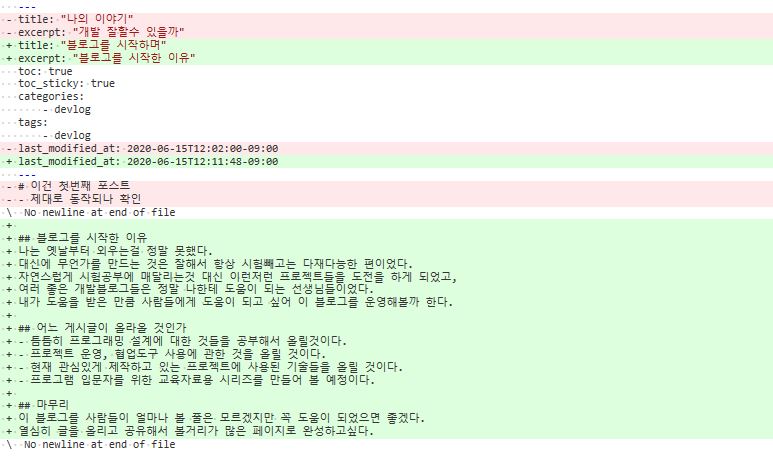 ---
- title: "나의 이야기"
- excerpt: "개발 잘할수 있을까"
+ title: "블로그를 시작하며"
+ excerpt: "블로그를 시작한 이유"
toc: true
toc_sticky: true
categories:
- devlog
tags:
- devlog
- last_modified_at: 2020-06-15T12:02:00-09:00
+ last_modified_at: 2020-06-15T12:11:48-09:00
---
- # 이건 첫번째 포스트
- - 제대로 동작되나 확인
\ No newline at end of file
+
+ ## 블로그를 시작한 이유
+ 나는 옛날부터 외우는걸 정말 못했다.
+ 대신에 무언가를 만드는 것은 잘해서 항상 시험빼고는 다재다능한 편이었다.
+ 자연스럽게 시험공부에 매달리는것 대신 이런저런 프로젝트들을 도전을 하게 되었고,
+ 여러 좋은 개발블로그들은 정말 나한테 도움이 되는 선생님들이었다.
+ 내가 도움을 받은 만큼 사람들에게 도움이 되고 싶어 이 블로그를 운영해볼까 한다.
+
+ ## 어느 게시글이 올라올 것인가
+ - 틈틈히 프로그래밍 설계에 대한 것들을 공부해서 올릴것이다.
+ - 프로젝트 운영, 협업도구 사용에 관한 것을 올릴 것이다.
+ - 현재 관심있게 제작하고 있는 프로젝트에 사용된 기술들을 올릴 것이다.
+ - 프로그램 입문자를 위한 교육자료용 시리즈를 만들어 볼 예정이다.
+
+ ## 마무리
+ 이 블로그를 사람들이 얼마나 볼 줄은 모르겠지만 꼭 도움이 되었으면 좋겠다.
+ 열심히 글을 올리고 공유해서 볼거리가 많은 페이지로 완성하고싶다.
\ No newline at end of file